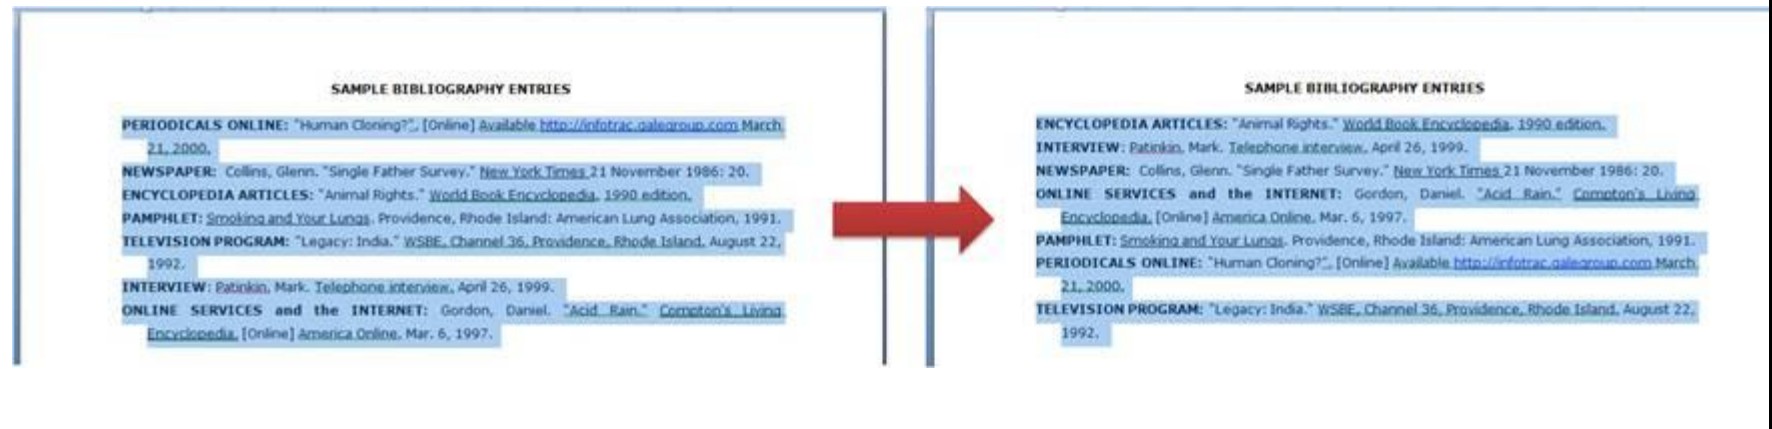 SAMPLE BIBLIOGRAPHY ENTRIES
PERIODICALS ONLINE: "Human Cloning?"., [Online] Available http://infotrac.galegroup.com March
21, 2000.
NEWSPAPER: Collins, Glenn. "Single Father Survey." New York Times 21 November 1986: 20.
ENCYCLOPEDIA ARTICLES: "Animal Rights." World Book Encyclopedia. 1990 edition.
PAMPHLET: Smoking and Your Lungs. Providence, Rhode Island: American Lung Association, 1991.
TELEVISION PROGRAM: "Legacy: India." WSBE, Channel 36, Providence, Rhode Island. August 22,
1992.
INTERVIEW: Patinkin, Mark. Telephone interview. April 26, 1999.
ONLINE SERVICES and the INTERNET: Gordon, Daniel. "Acid Rain." Compton's Living
Encyclopedia. [Online] America Online. Mar. 6, 1997.
SAMPLE BIBLIOGRAPHY ENTRIES
ENCYCLOPEDIA ARTICLES: "Animal Rights." World Book Encyclopedia. 1990 edition.
INTERVIEW: Patinkin, Mark. Telephone interview. April 26, 1999.
NEWSPAPER: Collins, Glenn. "Single Father Survey." New York Times 21 November 1986: 20.
ONLINE SERVICES and the INTERNET: Gordon, Daniel. "Acid Rain." Compton's Living
Encyclopedia. [Online] America Online. Mar. 6, 1997.
PAMPHLET: Smoking and Your Lungs. Providence, Rhode Island: American Lung Association, 1991.
PERIODICALS ONLINE: "Human Cloning?"., [Online] Available http://infotrac.galegroup.com March
21, 2000.
TELEVISION PROGRAM: "Legacy: India." WSBE, Channel 36, Providence, Rhode Island. August 22,
1992.